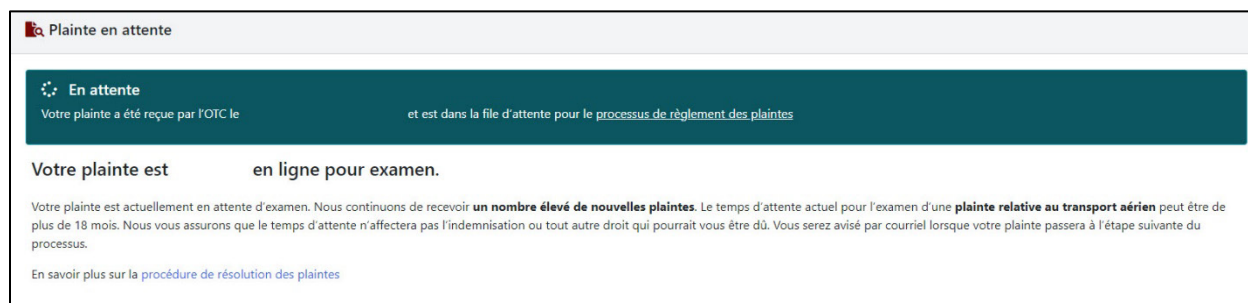 Plainte en attente
En attente
Votre plainte a été reçue par l'OTC le et est dans la file d'attente pour le processus de règlement des plaintes
Votre plainte est en ligne pour examen.
Votre plainte est actuellement en attente d'examen. Nous continuons de recevoir un nombre élevé de nouvelles plaintes. Le temps d'attente actuel pour l'examen d'une plainte relative au transport aérien peut être de
plus de 18 mois. Nous vous assurons que le temps d'attente n'affectera pas l'indemnisation ou tout autre droit qui pourrait vous être dû. Vous serez avisé par courriel lorsque votre plainte passera à l'étape suivante du
processus.
En savoir plus sur la procédure de résolution des plaintes